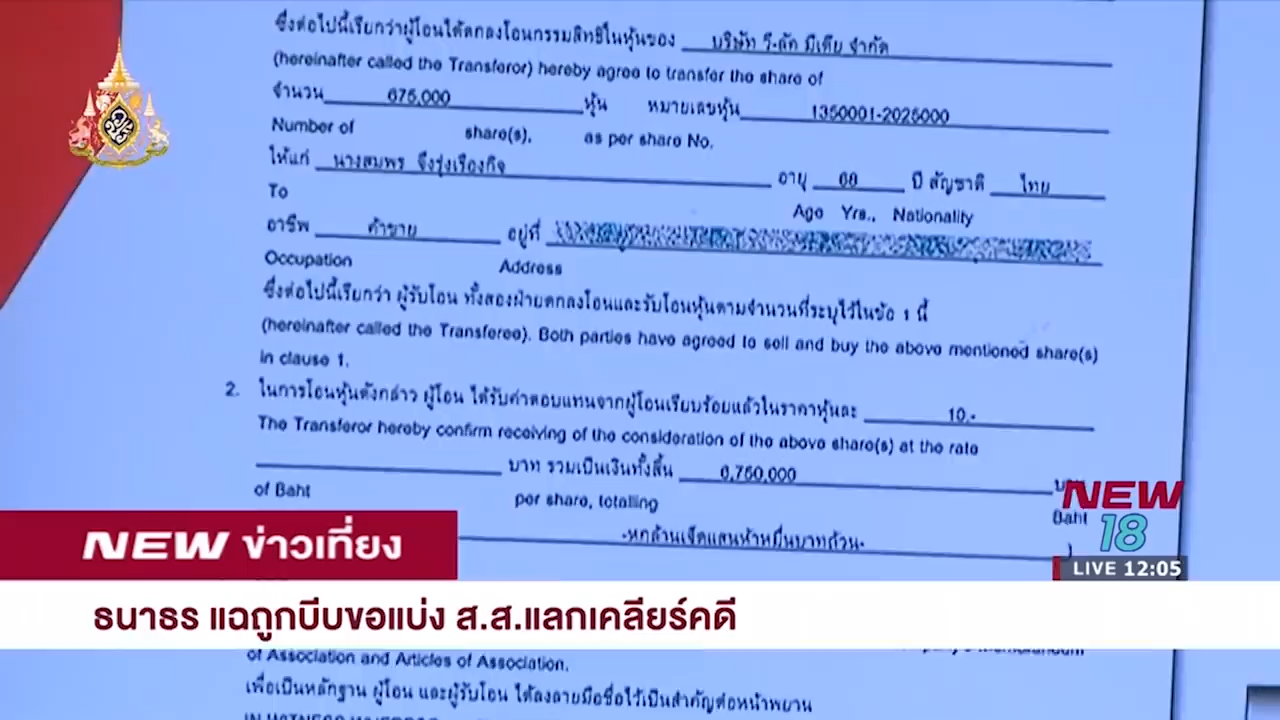 ซึ่งต่อไปนี้เรียกว่าผู้โอนได้ตกลงโอนกรรมสิทธิในหุ้นของ บริษัท วี-ลัค มีเดีย จำกัด
(hereinafter called the Transferor) hereby agree to transfer the share of
จำนวน 675,000 หุ้น หมายเลขหุ้น 1350001-2025000
Number of share(s), as per share No.
ให้แก่ นางสมพร จึงรุ่งเรืองกิจ อายุ 68 ปี สัญชาติ ไทย
To Age Yrs., Nationality
อาชีพ ค้าขาย อยู่ที่
Occupation Address
ซึ่งต่อไปนี้เรียกว่า ผู้รับโอน ทั้งสองฝ่ายตกลงโอนและรับโอนหุ้นตามจำนวนที่ระบุไว้ในข้อ 1 นี้
(hereinafter called the Transferee). Both parties have agreed to sell and buy the above mentioned share(s)
in clause 1.
2. ในการโอนหุ้นดังกล่าว ผู้โอน ได้รับค่าตอบแทนจากผู้โอนเรียบร้อยแล้วในราคาหุ้นละ 10.-
The Transferor hereby confirm receiving of the consideration of the above share(s) at the rate
บาท รวมเป็นเงินทั้งสิ้น 6,750,000
of Baht per share, totalling Baht
-หกล้านเจ็ดแสนห้าหมื่นบาทถ้วน- )
NEW
18
LIVE 12:05
NEW ข่าวเที่ยง
ธนาธร แฉถูกบีบขอแบ่ง ส.ส.แลกเคลียร์คดี
of Association and Articles of Association.
เพื่อเป็นหลักฐาน ผู้โอน และผู้รับโอน ได้ลงลายมือชื่อไว้เป็นสำคัญต่อหน้าพยาน